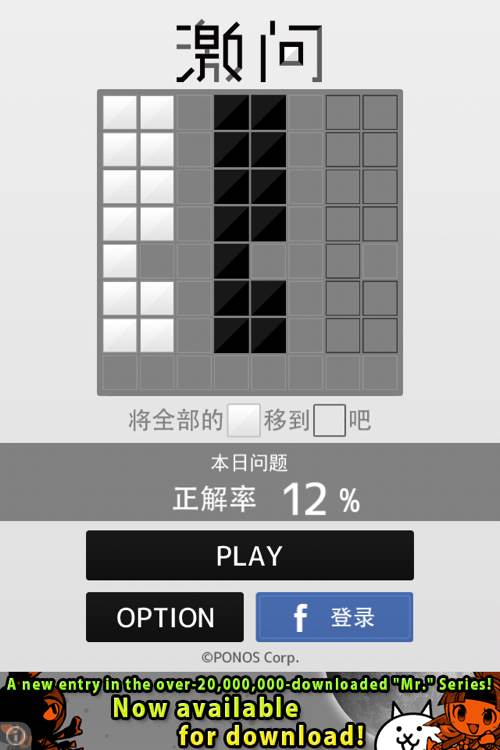 激问
将全部的 移到 吧
本日问题
正解率 12 %
PLAY
OPTION
f 登录
©PONOS Corp.
A new entry in the over-20,000,000-downloaded "Mr." Series!
Now available
for download!